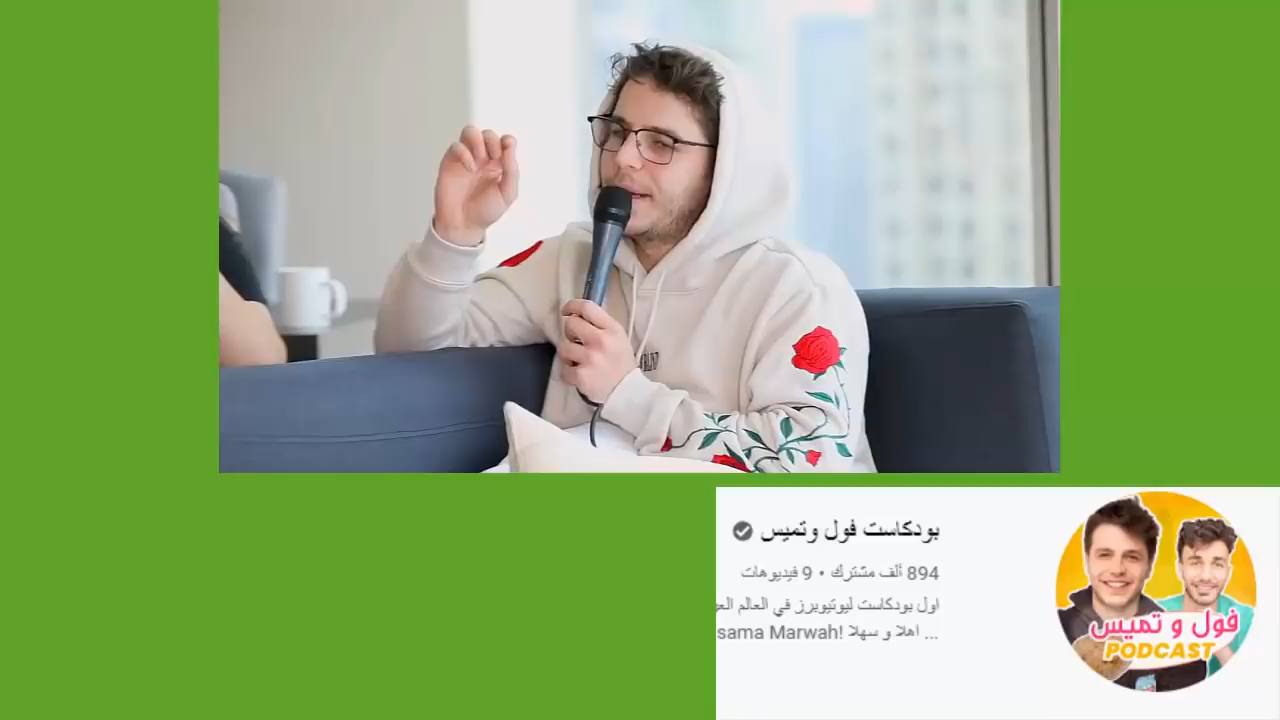 بودكاست فول وتميس
894 ألف مشترك • 9 فيديوهات
اول بودكاست ليوتيوبرز في العالم
... اهلا و سهلا !sama Marwah
فول و تميس
PODCAST